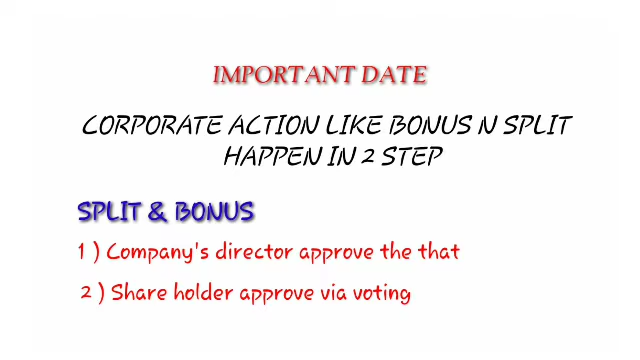 IMPORTANT DATE
CORPORATE ACTION LIKE BONUS N SPLIT
HAPPEN IN 2 STEP
SPLIT & BONUS
1 ) Company's director approve the that
2 ) Share holder approve via voting